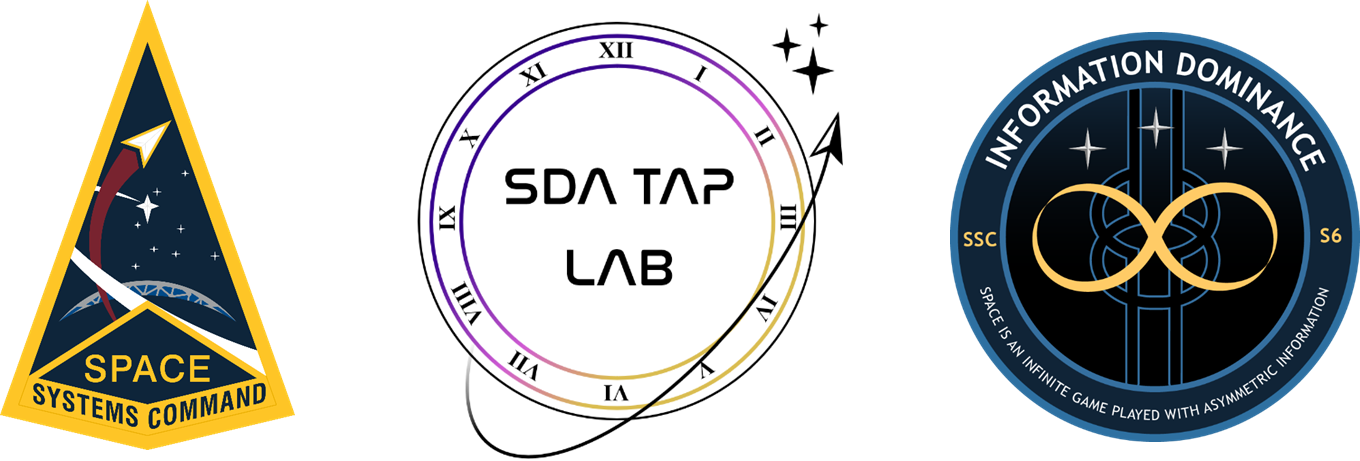 SPACE
SYSTEMS COMMAND
XII
I
II
III
IV
V
VI
VII
VIII
IX
X
XI
SDA TAP
LAB
INFORMATION DOMINANCE
SSC
S6
SPACE IS AN INFINITE GAME PLAYED WITH ASYMMETRIC INFORMATION